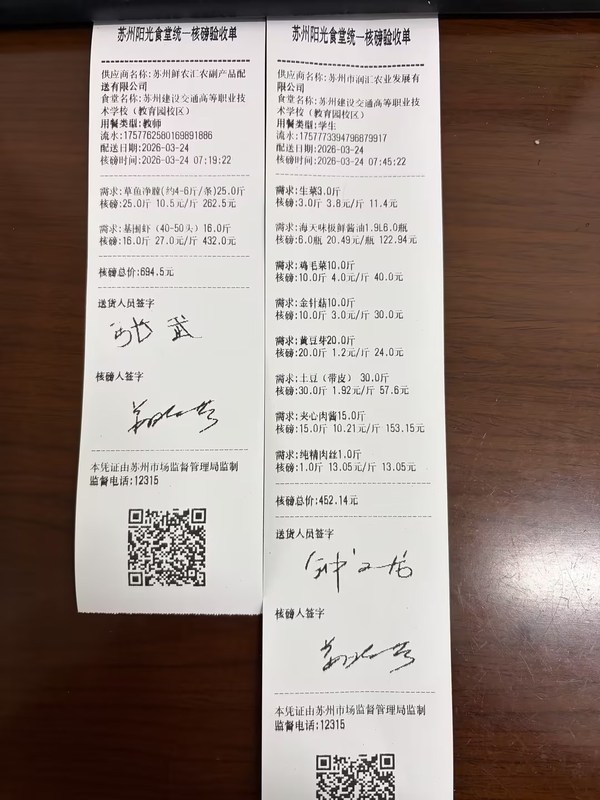 苏州阳光食堂统一核磅验收单
供应商名称:苏州鲜农汇农副产品配
送有限公司
食堂名称:苏州建设交通高等职业技
术学校(教育园校区)
用餐类型:教师
流水:1757762580169891886
配送日期:2026-03-24
核磅时间:2026-03-24 07:19:22
需求:草鱼净膛(约4-6斤/条)25.0斤
核磅:25.0斤 10.5元/斤 262.5元
需求:基围虾（40-50头）16.0斤
核磅:16.0斤 27.0元/斤 432.0元
核磅总价:694.5元
送货人员签字
核磅人签字
本凭证由苏州市场监督管理局监制
监督电话:12315
苏州阳光食堂统一核磅验收单
供应商名称:苏州市润汇农业发展有
限公司
食堂名称:苏州建设交通高等职业技
术学校（教育园校区）
用餐类型:学生
流水:1757773394796879917
配送日期:2026-03-24
核磅时间:2026-03-24 07:45:22
需求:生菜3.0斤
核磅:3.0斤 3.8元/斤 11.4元
需求:海天味极鲜酱油1.9L6.0瓶
核磅:6.0瓶 20.49元/瓶 122.94元
需求:鸡毛菜10.0斤
核磅:10.0斤 4.0元/斤 40.0元
需求:金针菇10.0斤
核磅:10.0斤 3.0元/斤 30.0元
需求:黄豆芽20.0斤
核磅:20.0斤 1.2元/斤 24.0元
需求:土豆（带皮） 30.0斤
核磅:30.0斤 1.92元/斤 57.6元
需求:夹心肉酱15.0斤
核磅:15.0斤 10.21元/斤 153.15元
需求:纯精肉丝1.0斤
核磅:1.0斤 13.05元/斤 13.05元
核磅总价:452.14元
送货人员签字
核磅人签字
本凭证由苏州市场监督管理局监制
监督电话:12315